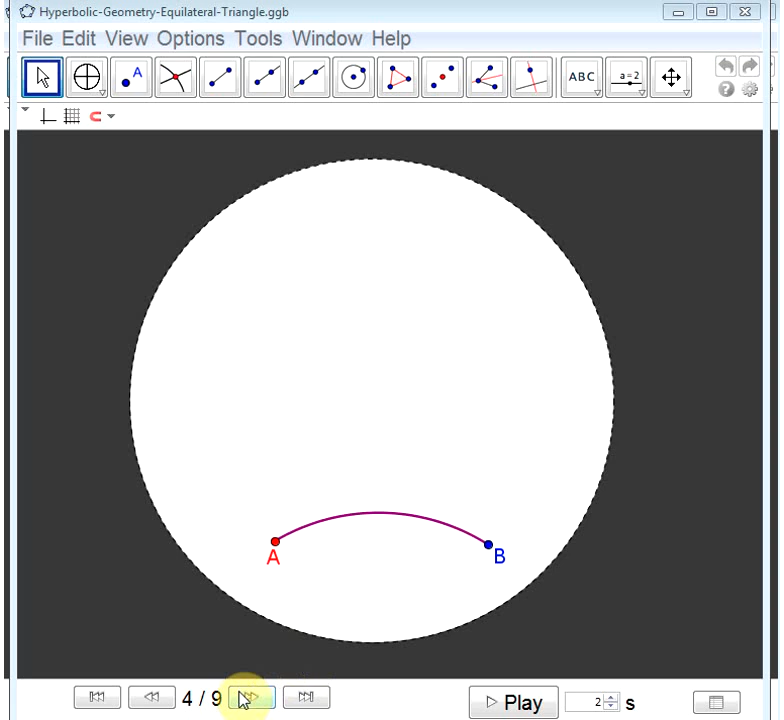 Hyperbolic-Geometry-Equilateral-Triangle.ggb
File Edit View Options Tools Window Help
A ABC a=2
A B
4 / 9 Play 2 s